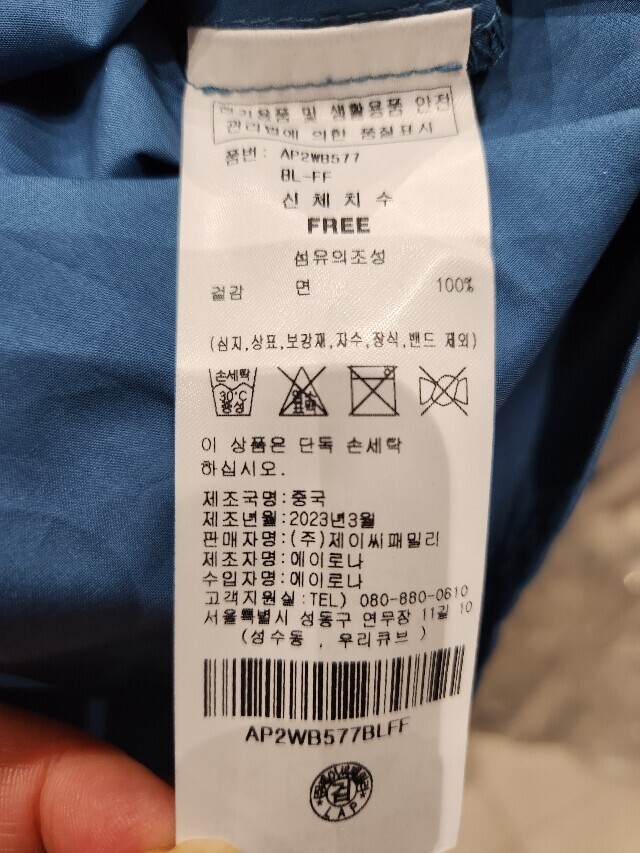 전기용품 및 생활용품 안전
관리법에 의한 품질표시
품번: AP2WB577
BL-FF
신체치수
FREE
섬유의조성
겉감 면 100%
(심지,상표,보강재,자수,장식,밴드 제외)
손세탁
30°C
중성
이 상품은 단독 손세탁
하십시오.
제조국명:중국
제조년월:2023년3월
판매자명:(주)제이씨패밀리
제조자명:에이로나
수입자명:에이로나
고객지원실:TEL) 080-880-0610
서울특별시 성동구 연무장 11길 10
(성수동 , 우리큐브 )
AP2WB577BLFF
검
LAP